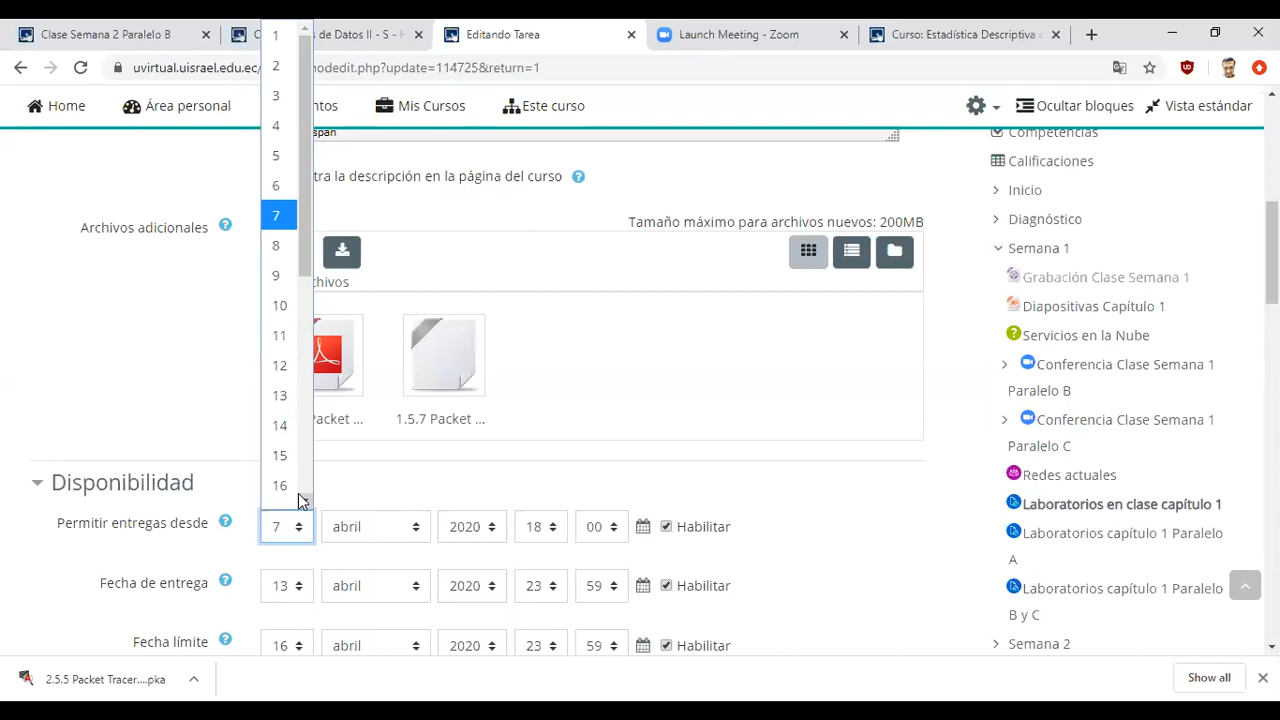 Clase Semana 2 Paralelo B
s de Datos II - S - H
Editando Tarea
Launch Meeting - Zoom
Curso: Estadística Descriptiva e
uvirtual.uisrael.edu.ec
modedit.php?update=114725&return=1
Home
Área personal
ntos
Mis Cursos
Este curso
Ocultar bloques
Vista estándar
span
tra la descripción en la página del curso
Archivos adicionales
Tamaño máximo para archivos nuevos: 200MB
chivos
Packet ...
1.5.7 Packet ...
1
2
3
4
5
6
7
8
9
10
11
12
13
14
15
16
Disponibilidad
Permitir entregas desde
7 abril 2020 18 00 Habilitar
Fecha de entrega
13 abril 2020 23 59 Habilitar
Fecha límite
16 abril 2020 23 59 Habilitar
Competencias
Calificaciones
Inicio
Diagnóstico
Semana 1
Grabación Clase Semana 1
Diapositivas Capítulo 1
Servicios en la Nube
Conferencia Clase Semana 1
Paralelo B
Conferencia Clase Semana 1
Paralelo C
Redes actuales
Laboratorios en clase capítulo 1
Laboratorios capítulo 1 Paralelo
A
Laboratorios capítulo 1 Paralelo
B y C
Semana 2
2.5.5 Packet Tracer....pka
Show all